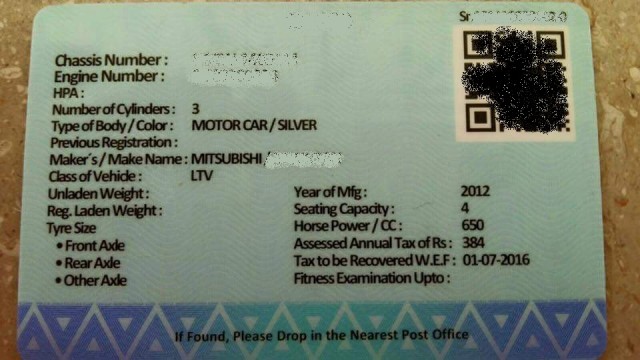 Sr.
Chassis Number :
Engine Number :
HPA :
Number of Cylinders : 3
Type of Body / Color : MOTOR CAR / SILVER
Previous Registration :
Maker's / Make Name : MITSUBISHI /
Class of Vehicle : LTV
Unladen Weight :
Reg. Laden Weight :
Tyre Size
• Front Axle
• Rear Axle
• Other Axle
Year of Mfg : 2012
Seating Capacity : 4
Horse Power / CC : 650
Assessed Annual Tax of Rs : 384
Tax to be Recovered W.E.F : 01-07-2016
Fitness Examination Upto :
If Found, Please Drop in the Nearest Post Office